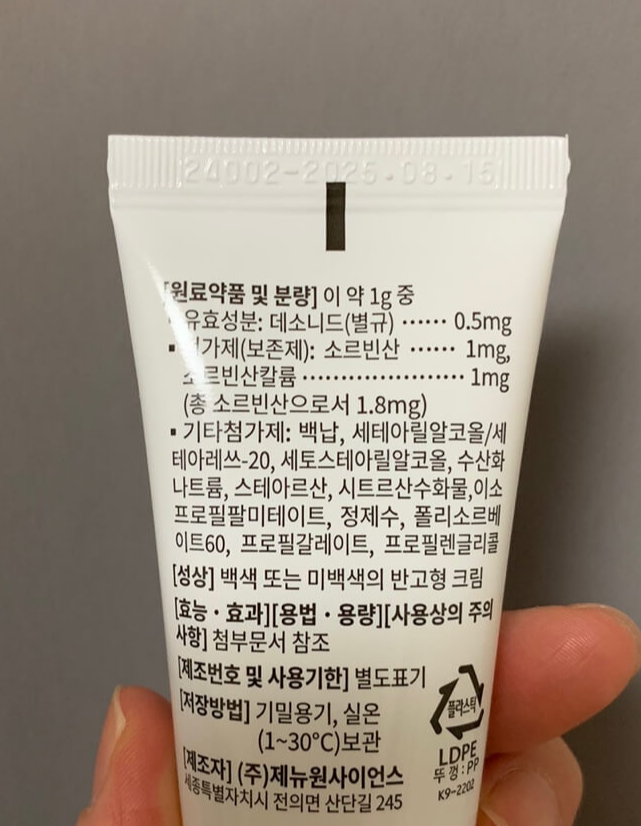 24002-2025.08.15
[원료약품 및 분량] 이 약 1g 중
유효성분: 데소니드(별규) ······ 0.5mg
▪ 첨가제(보존제): 소르빈산 ······ 1mg,
소르빈산칼륨 ····················· 1mg
(총 소르빈산으로서 1.8mg)
▪ 기타첨가제: 백납, 세테아릴알코올/세
테아레쓰-20, 세토스테아릴알코올, 수산화
나트륨, 스테아르산, 시트르산수화물,이소
프로필팔미테이트, 정제수, 폴리소르베
이트60, 프로필갈레이트, 프로필렌글리콜
[성상] 백색 또는 미백색의 반고형 크림
[효능·효과][용법·용량][사용상의 주의
사항] 첨부문서 참조
[제조번호 및 사용기한] 별도표기
[저장방법] 기밀용기, 실온
(1~30°C)보관
[제조자] (주)제뉴원사이언스
세종특별자치시 전의면 산단길 245
플라스틱
LDPE
뚜껑:PP
K9-2202